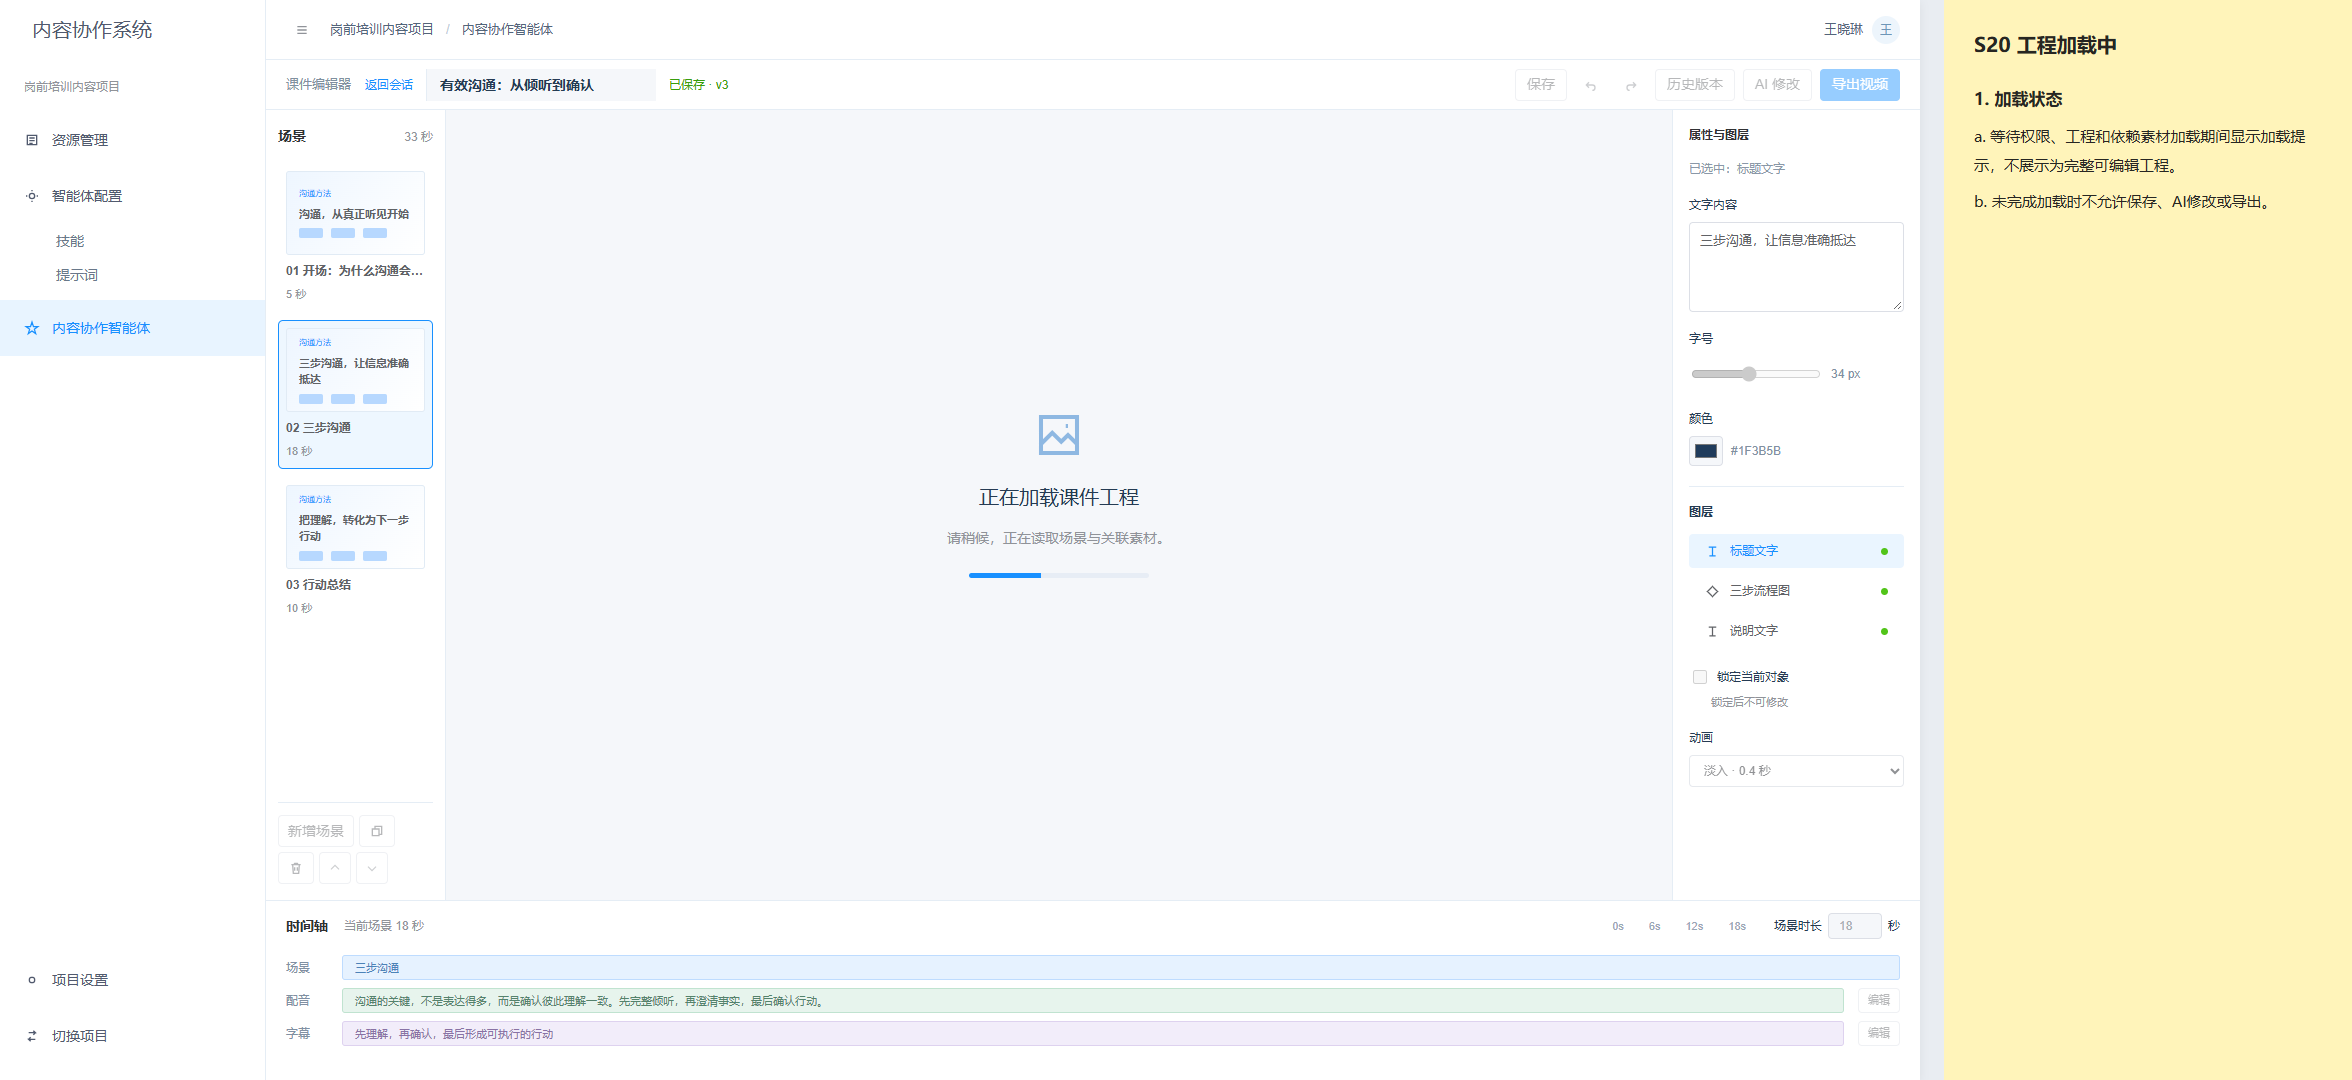 内容协作系统
岗前培训内容项目
资源管理
智能体配置
技能
提示词
内容协作智能体
项目设置
切换项目
岗前培训内容项目 / 内容协作智能体
王晓琳 王
课件编辑器 返回会话 有效沟通：从倾听到确认 已保存 · v3
保存 历史版本 AI 修改 导出视频
场景 33 秒
沟通方法
沟通，从真正听见开始
01 开场：为什么沟通会...
5 秒
沟通方法
三步沟通，让信息准确
抵达
02 三步沟通
18 秒
沟通方法
把理解，转化为下一步
行动
03 行动总结
10 秒
新增场景
正在加载课件工程
请稍候，正在读取场景与关联素材。
属性与图层
已选中：标题文字
文字内容
三步沟通，让信息准确抵达
字号
34 px
颜色
#1F3B5B
图层
标题文字
三步流程图
说明文字
锁定当前对象
锁定后不可修改
动画
淡入 · 0.4 秒
时间轴 当前场景 18 秒
0s 6s 12s 18s 场景时长 18 秒
场景 三步沟通
配音 沟通的关键，不是表达得多，而是确认彼此理解一致。先完整倾听，再澄清事实，最后确认行动。 编辑
字幕 先理解，再确认，最后形成可执行的行动 编辑
S20 工程加载中
1. 加载状态
a. 等待权限、工程和依赖素材加载期间显示加载提
示，不展示为完整可编辑工程。
b. 未完成加载时不允许保存、AI修改或导出。